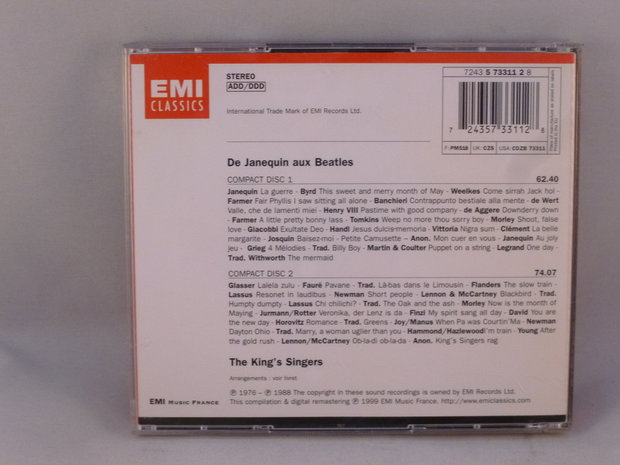 EMI
CLASSICS
STEREO
ADD/DDD
International Trade Mark of EMI Records Ltd.
7243 5 73311 2 8
7 24357 33112 8
F: PM518 UK: CZS USA: CDZB 73311
De Janequin aux Beatles
COMPACT DISC 1 62.40
Janequin La guerre - Byrd This sweet and merry month of May - Weelkes Come sirrah Jack ho! -
Farmer Fair Phyllis I saw sitting all alone - Banchieri Contrappunto bestiale alla mente - de Wert
Valle, che de lamenti miei - Henry VIII Pastime with good company - de Aggere Downderry down
- Farmer A little pretty bonny lass - Tomkins Weep no more thou sorry boy - Morley Shoot, false
love - Giacobbi Exultate Deo - Handl Jesus dulcis memoria - Vittoria Nigra sum - Clément La belle
margarite - Josquin Baisez-moi - Petite Camusette - Anon. Mon cuer en vous - Janequin Au joly
jeu - Grieg 4 Mélodies - Trad. Billy Boy - Martin & Coulter Puppet on a string - Legrand One day -
Trad. Withworth The mermaid
COMPACT DISC 2 74.07
Glasser Lalela zulu - Fauré Pavane - Trad. Là-bas dans le Limousin - Flanders The slow train -
Lassus Resonet in laudibus - Newman Short people - Lennon & McCartney Blackbird - Trad.
Humpty dumpty - Lassus Chi chilichi? - Trad. The Oak and the ash - Morley Now is the month of
Maying - Jurmann/Rotter Veronika, der Lenz is da - Finzi My spirit sang all day - David You are
the new day - Horovitz Romance - Trad. Greens - Joy/Manus When Pa was Courtin'Ma - Newman
Dayton Ohio - Trad. Marry, a woman uglier than you - Hammond/HazlewoodI'm train - Young After
the gold rush - Lennon/McCartney Ob-la-di ob-la-da - Anon. King's Singers rag
The King's Singers
Arrangements : voir livret
EMI MUSIC FRANCE
℗ 1976 - ℗ 1988 The copyright in these sound recordings is owned by EMI Records Ltd.
This compilation & digital remastering ℗ 1999 EMI Music France, http://www.emiclassics.com